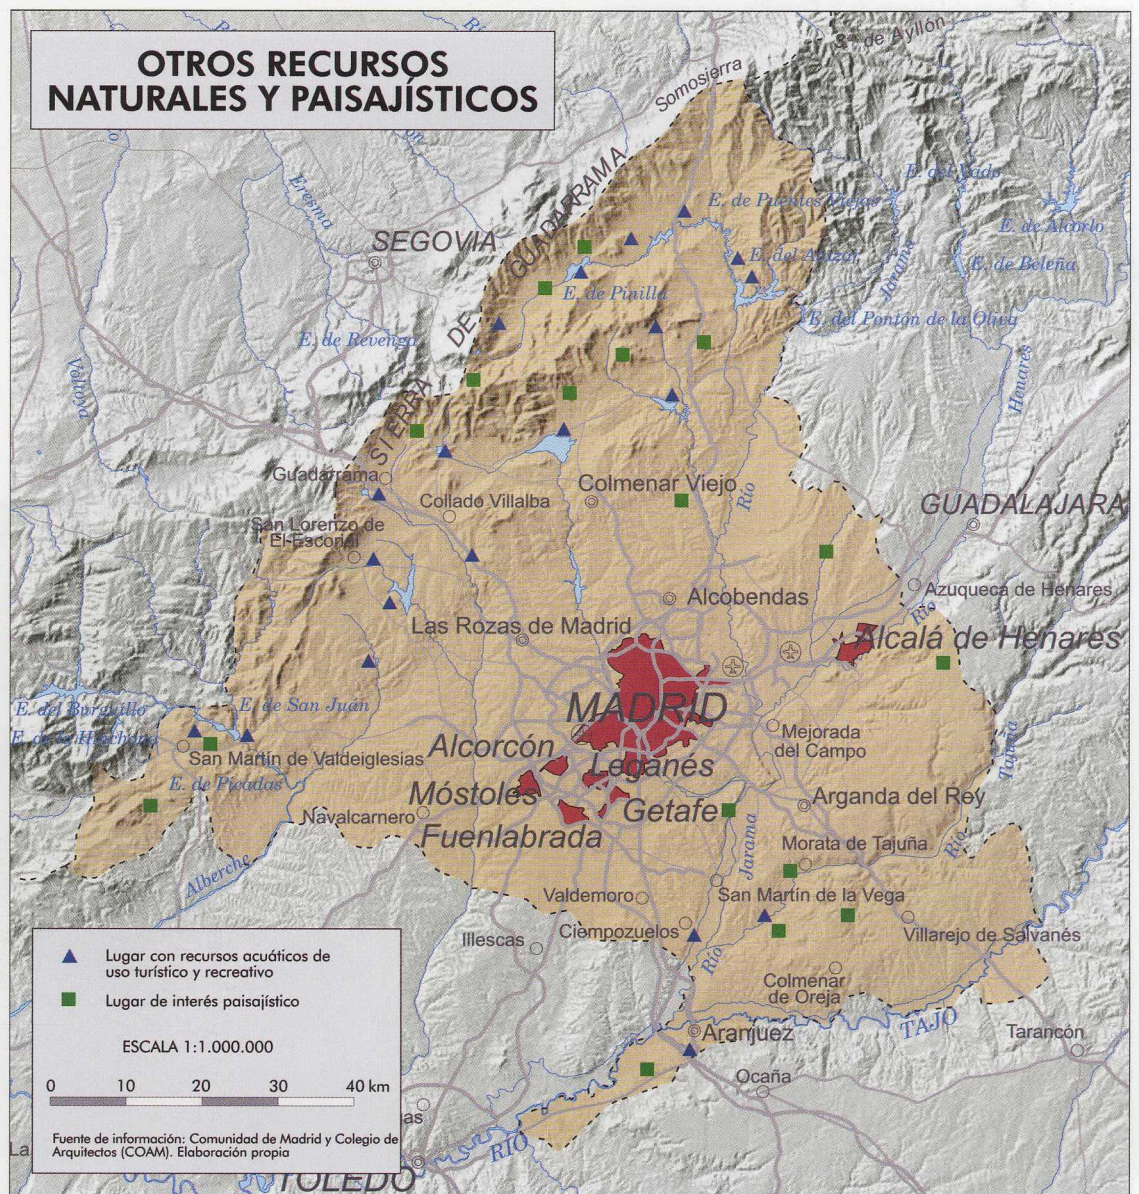 OTROS RECURSOS
NATURALES Y PAISAJÍSTICOS
Sª de Ayllón
Somosierra
SIERRA DE GUADARRAMA
Eresma
SEGOVIA
E. del Vado
E. de Puentes Viejas
E. de Alcorlo
E. del Atazar
E. de Beleña
Jarama
E. de Pinilla
E. del Pontón de la Oliva
E. de Revenga
Voltoya
Henares
Guadarrama
Collado Villalba
Colmenar Viejo
Río
GUADALAJARA
San Lorenzo de
El Escorial
Azuqueca de Henares
Alcobendas
Río
Las Rozas de Madrid
Alcalá de Henares
MADRID
E. del Burguillo
E. de San Juán
San Martín de Valdeiglesias
E. de Picadas
Alcorcón
Leganés
Mejorada
del Campo
Tajuña
Móstoles
Getafe
Arganda del Rey
Navalcarnero
Fuenlabrada
Jarama
Morata de Tajuña
Río
Alberche
Valdemoro
San Martín de la Vega
Illescas
Ciempozuelos
Villarejo de Salvanés
Río
Colmenar
de Oreja
TAJO
Aranjuez
Tarancón
Ocaña
RÍO
TOLEDO
Lugar con recursos acuáticos de
uso turístico y recreativo
Lugar de interés paisajístico
ESCALA 1:1.000.000
0 10 20 30 40 km
Fuente de información: Comunidad de Madrid y Colegio de
Arquitectos (COAM). Elaboración propia